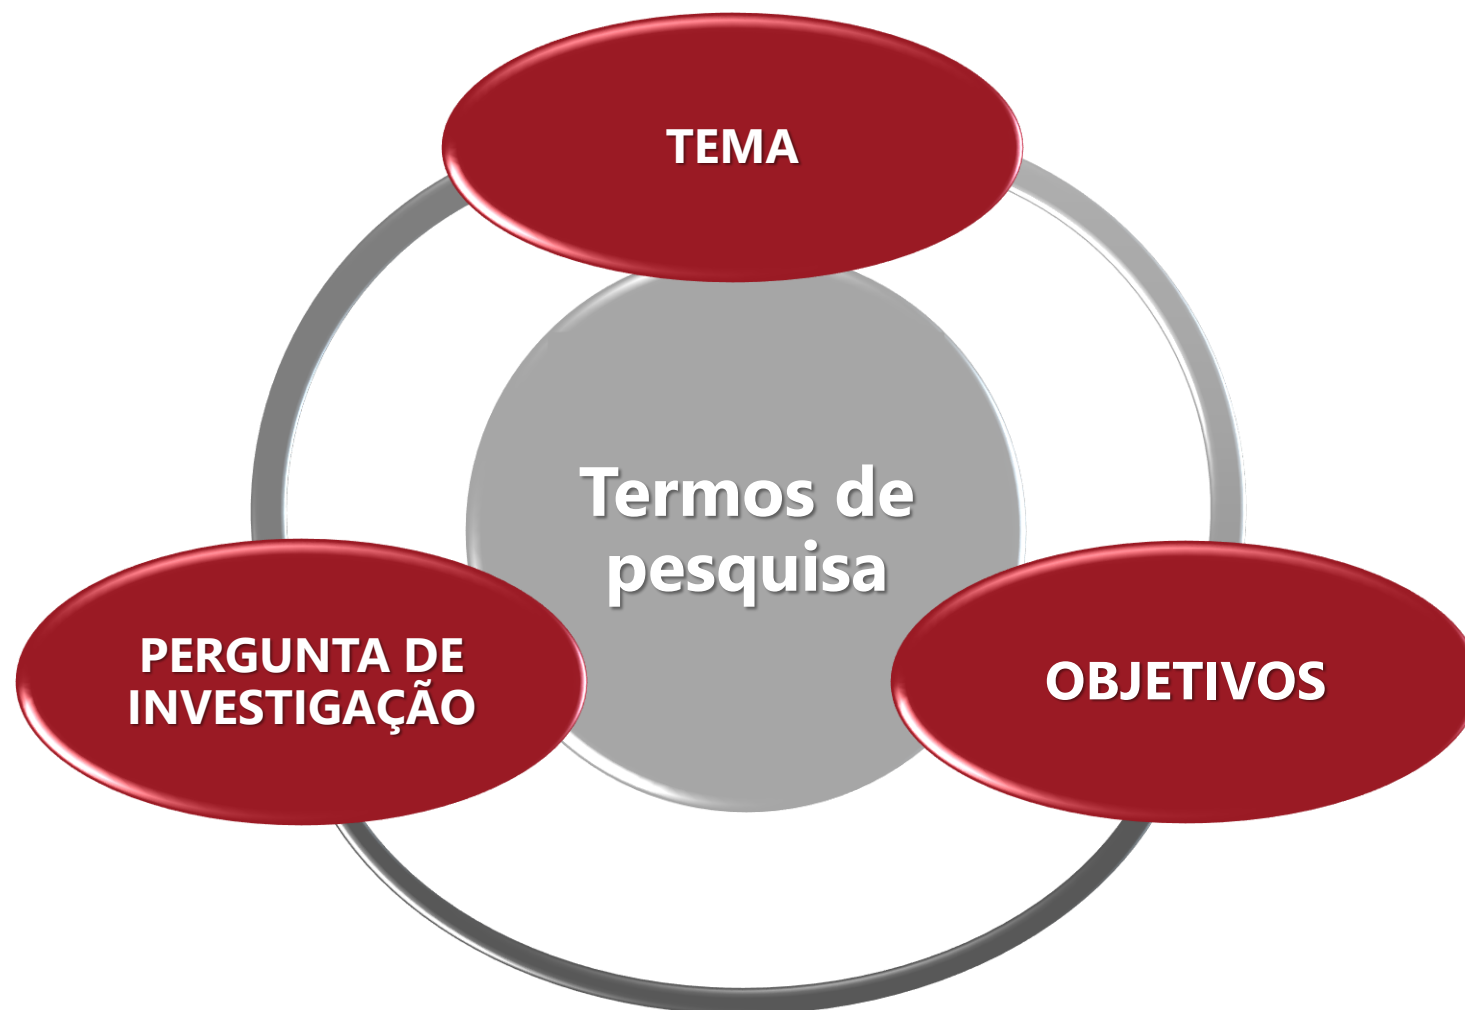 TEMA
Termos de
pesquisa
PERGUNTA DE
INVESTIGAÇÃO
OBJETIVOS